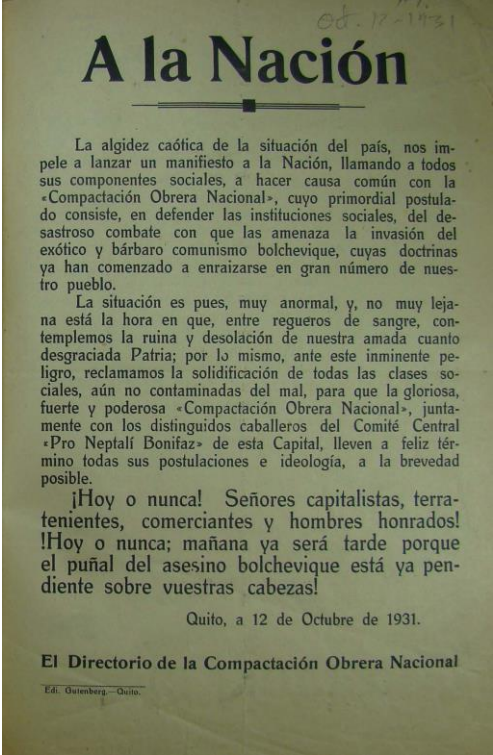 Oct. 12-1931
A la Nación
La algidez caótica de la situación del país, nos im-
pele a lanzar un manifiesto a la Nación, llamando a todos
sus componentes sociales, a hacer causa común con la
«Compactación Obrera Nacional», cuyo primordial postula-
do consiste, en defender las instituciones sociales, del de-
sastroso combate con que las amenaza la invasión del
exótico y bárbaro comunismo bolchevique, cuyas doctrinas
ya han comenzado a enraizarse en gran número de nues-
tro pueblo.
La situación es pues, muy anormal, y, no muy leja-
na está la hora en que, entre regueros de sangre, con-
templemos la ruina y desolación de nuestra amada cuanto
desgraciada Patria; por lo mismo, ante este inminente pe-
ligro, reclamamos la solidificación de todas las clases so-
ciales, aún no contaminadas del mal, para que la gloriosa,
fuerte y poderosa «Compactación Obrera Nacional», junta-
mente con los distinguidos caballeros del Comité Central
«Pro Neptalí Bonifaz» de esta Capital, lleven a feliz tér-
mino todas sus postulaciones e ideología, a la brevedad
posible.
¡Hoy o nunca! Señores capitalistas, terra-
tenientes, comerciantes y hombres honrados!
!Hoy o nunca; mañana ya será tarde porque
el puñal del asesino bolchevique está ya pen-
diente sobre vuestras cabezas!
Quito, a 12 de Octubre de 1931.
El Directorio de la Compactación Obrera Nacional
Edi. Gutenberg.—Quito.